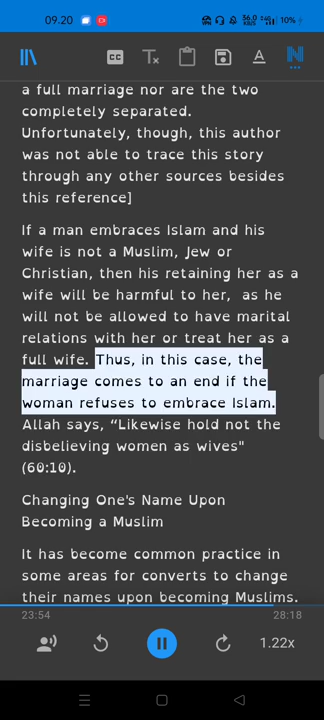 09.20
56.0 KB/S
4G
10%
CC
a full marriage nor are the two
completely separated.
Unfortunately, though, this author
was not able to trace this story
through any other sources besides
this reference]
If a man embraces Islam and his
wife is not a Muslim, Jew or
Christian, then his retaining her as a
wife will be harmful to her, as he
will not be allowed to have marital
relations with her or treat her as a
full wife. Thus, in this case, the
marriage comes to an end if the
woman refuses to embrace Islam.
Allah says, “Likewise hold not the
disbelieving women as wives"
(60:10).
Changing One's Name Upon
Becoming a Muslim
It has become common practice in
some areas for converts to change
their names upon becoming Muslims.
23:54
28:18
1.22x